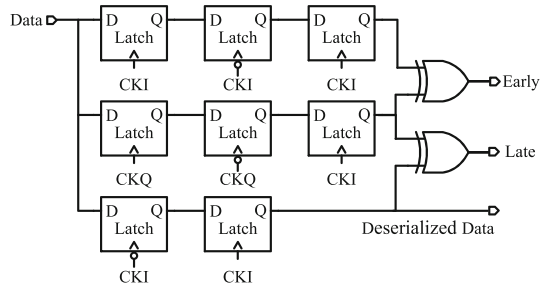 Data
D Q D Q D Q
Latch Latch Latch
CKI CKI CKI
Early
D Q D Q D Q
Latch Latch Latch
CKQ CKQ CKI
Late
D Q D Q
Latch Latch
CKI CKI
Deserialized Data